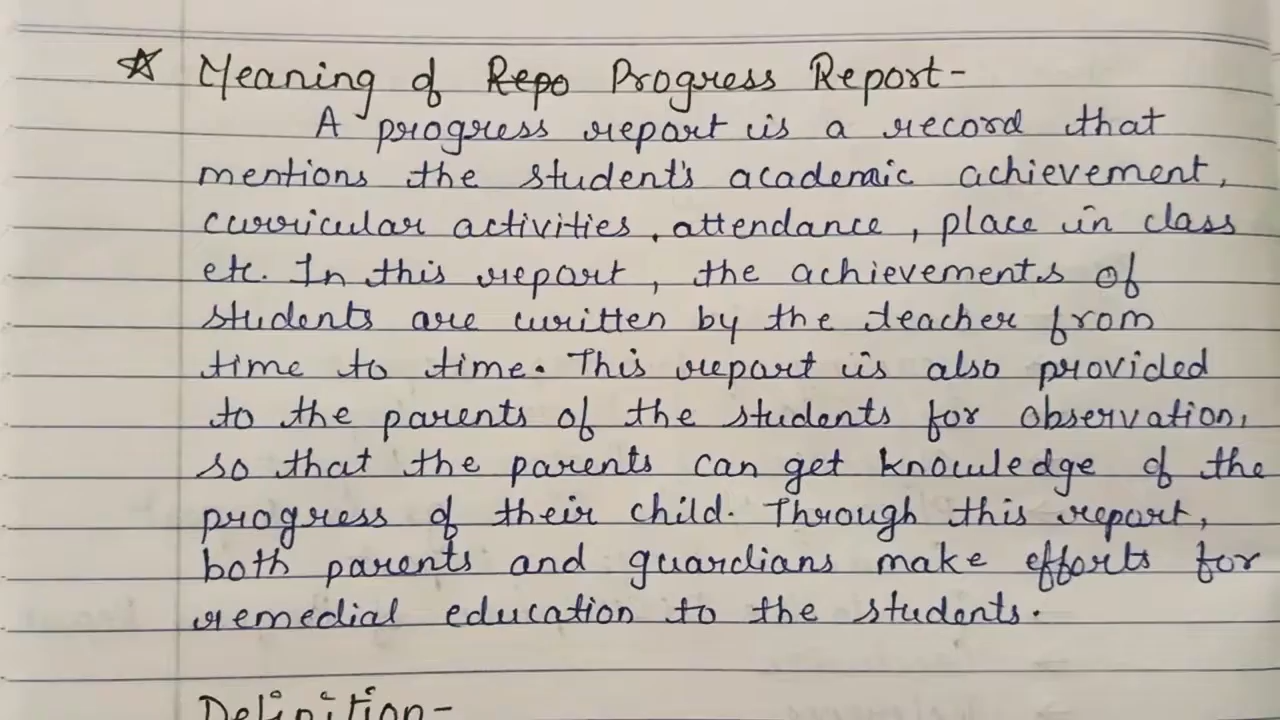 ☆ Meaning of Repo Progress Report-
A progress report is a record that
mentions the student's academic achievement,
curricular activities, attendance, place in class
etc. In this report, the achievements of
students are written by the teacher from
time to time. This report is also provided
to the parents of the students for observation,
so that the parents can get knowledge of the
progress of their child. Through this report,
both parents and guardians make efforts for
remedial education to the students.
Definition-